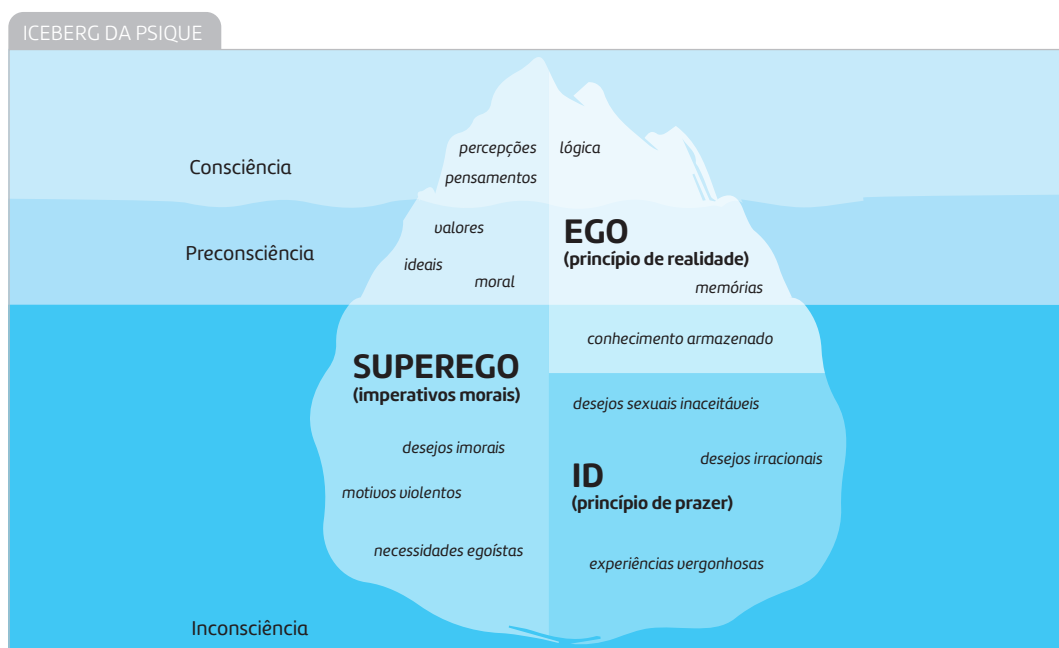 ICEBERG DA PSIQUE
Consciência
percepções
lógica
pensamentos
Preconsciência
valores
ideais
moral
EGO
(princípio de realidade)
memórias
conhecimento armazenado
SUPEREGO
(imperativos morais)
desejos imorais
motivos violentos
necessidades egoístas
desejos sexuais inaceitáveis
desejos irracionais
ID
(princípio de prazer)
experiências vergonhosas
Inconsciência